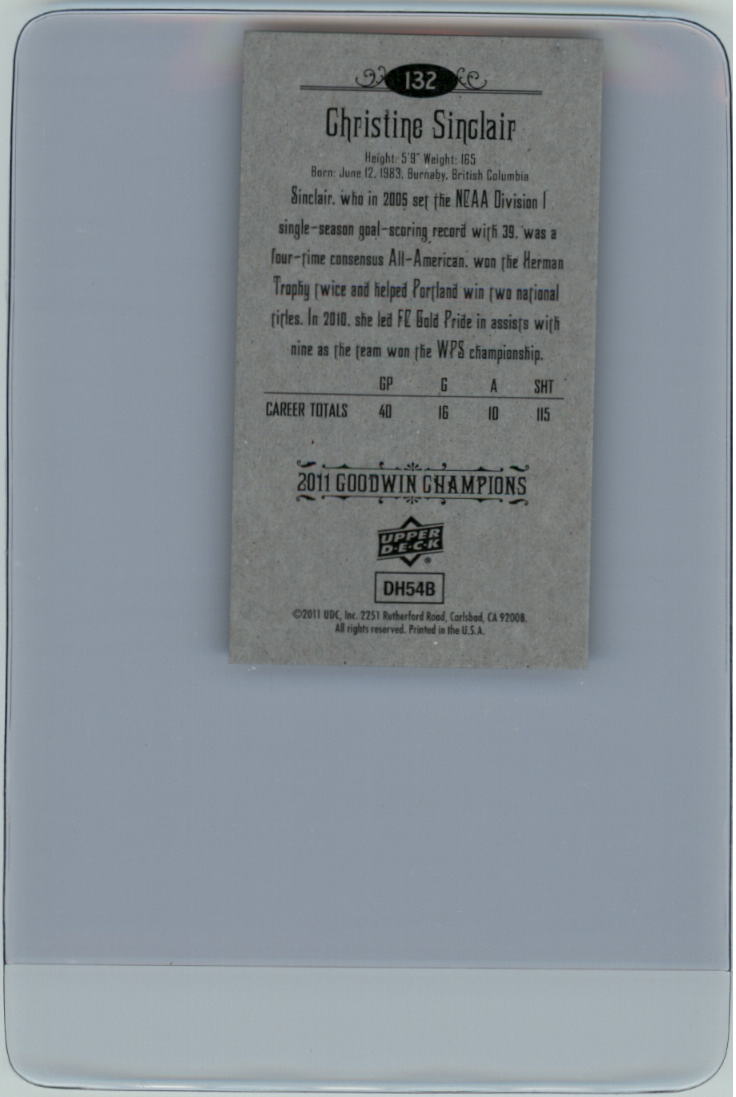 132
Christine Sinclair
Height: 5'9" Weight: 165
Born: June 12, 1983, Burnaby, British Columbia
Sinclair, who in 2005 set the NCAA Division I
single-season goal-scoring record with 39, was a
four-time consensus All-American, won the Herman
Trophy twice and helped Portland win two national
titles. In 2010, she led FC Gold Pride in assists with
nine as the team won the WPS championship.
GP G A SHT
CAREER TOTALS 40 16 10 115
2011 GOODWIN CHAMPIONS
UPPER
D·E·C·K®
DH54B
©2011 UDC, Inc. 2251 Rutherford Road, Carlsbad, CA 92008.
All rights reserved. Printed in the U.S.A.